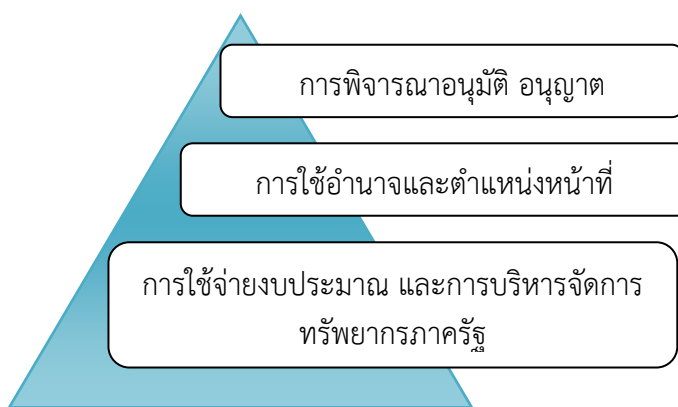 การพิจารณาอนุมัติ อนุญาต
การใช้อำนาจและตำแหน่งหน้าที่
การใช้จ่ายงบประมาณ และการบริหารจัดการ
ทรัพยากรภาครัฐ